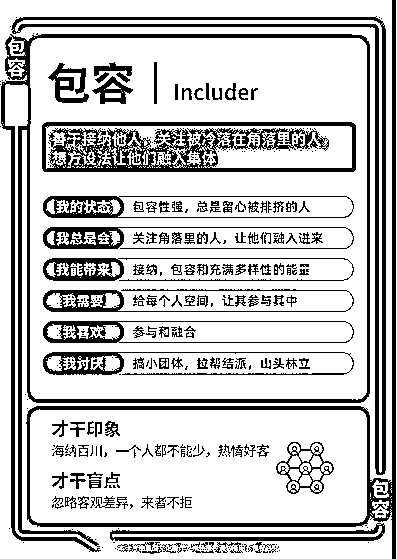 包容
包容 | Includer
善于接纳他人，关注被冷落在角落里的人，
想方设法让他们融入集体
我的状态 包容性强，总是留心被排挤的人
我总是会 关注角落里的人，让他们融入进来
我能带来 接纳，包容和充满多样性的能量
我需要 给每个人空间，让其参与其中
我喜欢 参与和融合
我讨厌 搞小团体，拉帮结派，山头林立
才干印象
海纳百川，一个人都不能少，热情好客
才干盲点
忽略客观差异，来者不拒
包容